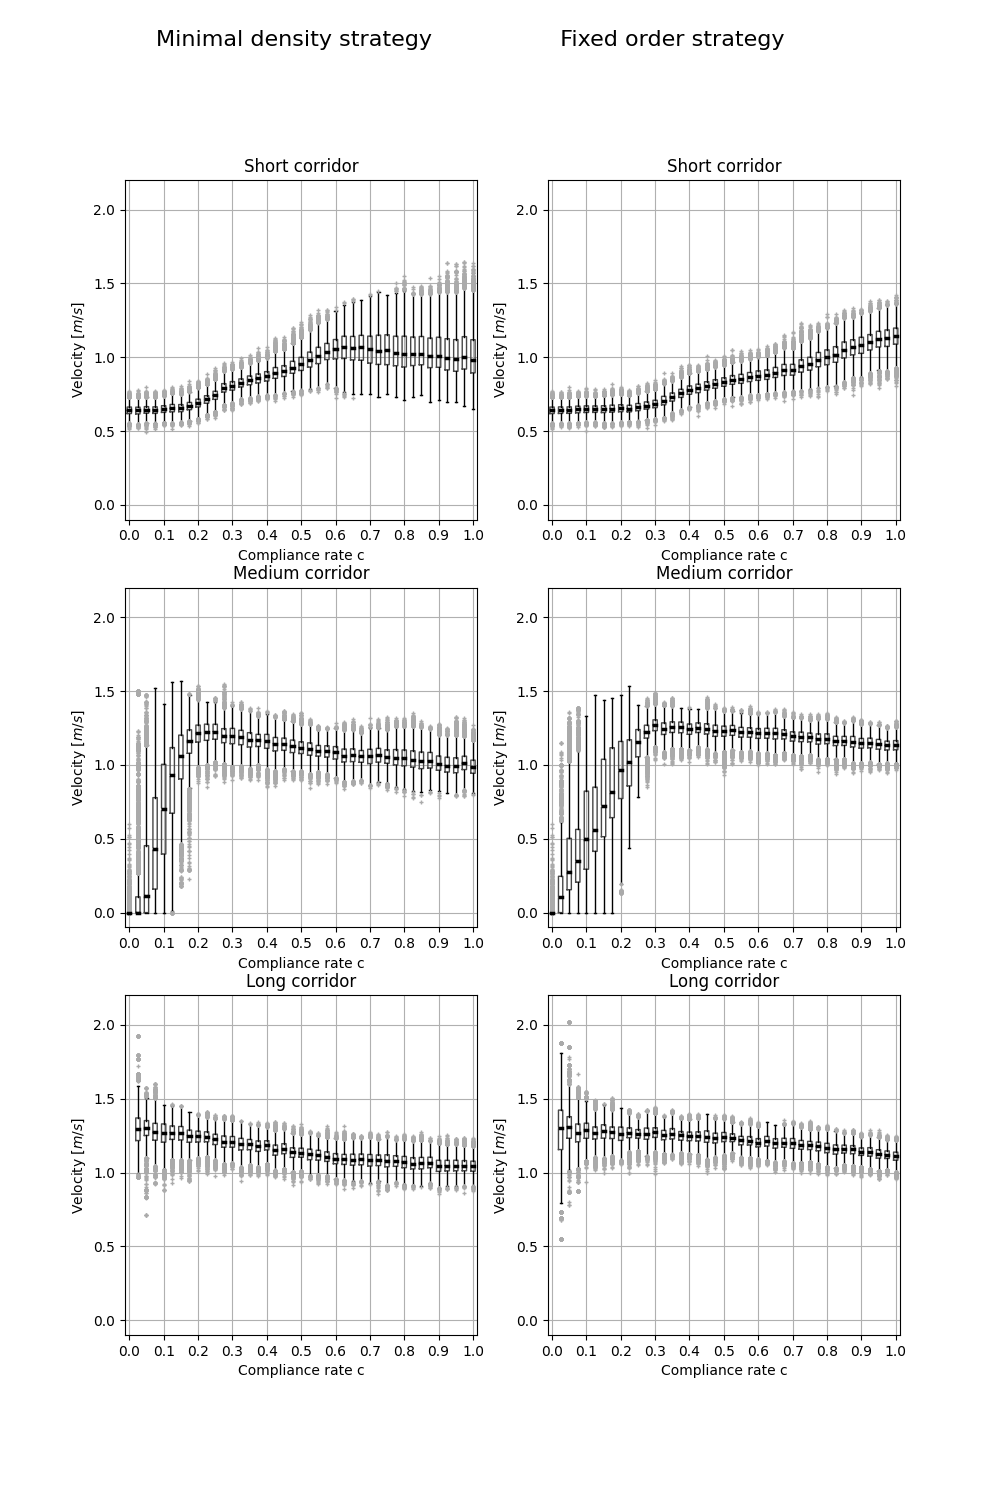 Minimal density strategy
Fixed order strategy
Short corridor
2.0
1.5
1.0
0.5
0.0
Velocity [m/s]
0.0 0.1 0.2 0.3 0.4 0.5 0.6 0.7 0.8 0.9 1.0
Compliance rate c
Short corridor
2.0
1.5
1.0
0.5
0.0
Velocity [m/s]
0.0 0.1 0.2 0.3 0.4 0.5 0.6 0.7 0.8 0.9 1.0
Compliance rate c
Medium corridor
2.0
1.5
1.0
0.5
0.0
Velocity [m/s]
0.0 0.1 0.2 0.3 0.4 0.5 0.6 0.7 0.8 0.9 1.0
Compliance rate c
Medium corridor
2.0
1.5
1.0
0.5
0.0
Velocity [m/s]
0.0 0.1 0.2 0.3 0.4 0.5 0.6 0.7 0.8 0.9 1.0
Compliance rate c
Long corridor
2.0
1.5
1.0
0.5
0.0
Velocity [m/s]
0.0 0.1 0.2 0.3 0.4 0.5 0.6 0.7 0.8 0.9 1.0
Compliance rate c
Long corridor
2.0
1.5
1.0
0.5
0.0
Velocity [m/s]
0.0 0.1 0.2 0.3 0.4 0.5 0.6 0.7 0.8 0.9 1.0
Compliance rate c